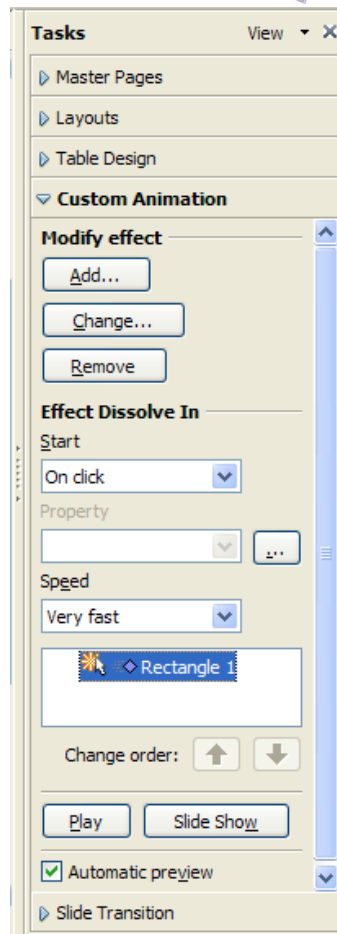 Tasks View
Master Pages
Layouts
Table Design
Custom Animation
Modify effect
Add...
Change...
Remove
Effect Dissolve In
Start
On click
Property
...
Speed
Very fast
Rectangle 1
Change order:
Play Slide Show
Automatic preview
Slide Transition